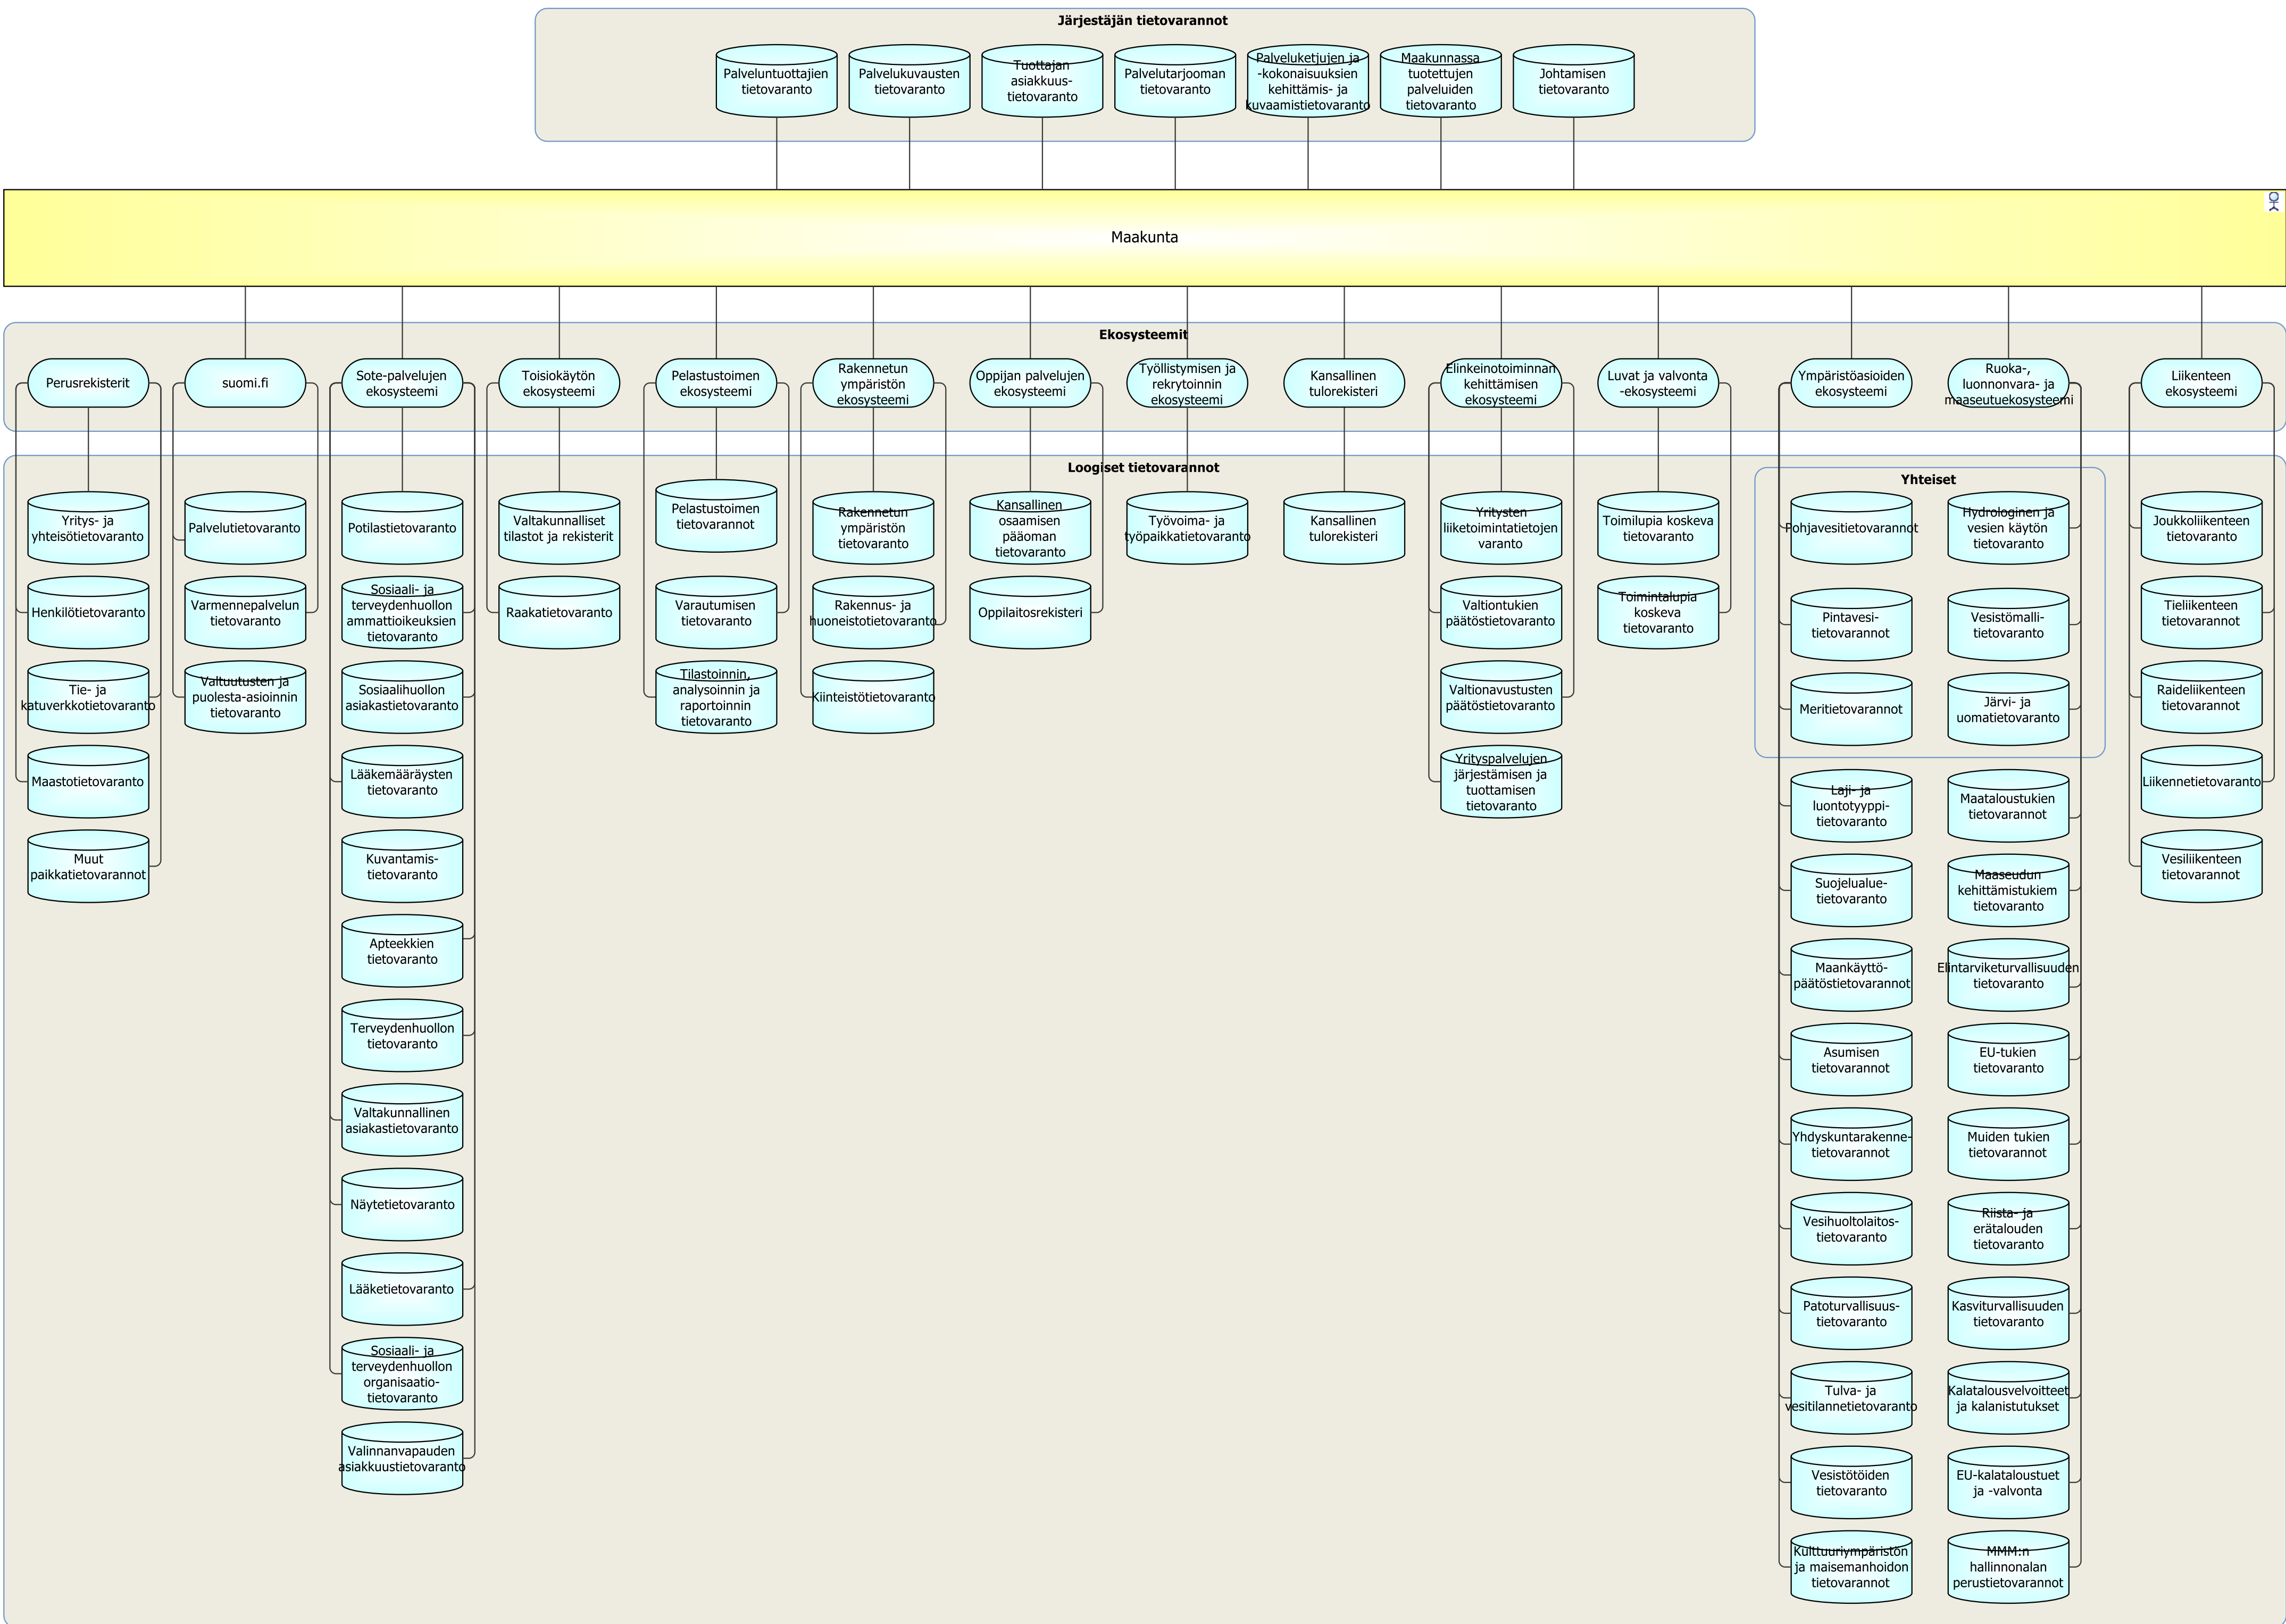 Järjestäjän tietovarannot
Palveluntuottajien
tietovaranto
Palvelukuvausten
tietovaranto
Tuottajan
asiakkuus-
tietovaranto
Palvelutarjooman
tietovaranto
Palveluketjujen ja
-kokonaisuuksien
kehittämis- ja
kuvaamistietovaranto
Maakunnassa
tuotettujen
palveluiden
tietovaranto
Johtamisen
tietovaranto
Maakunta
Ekosysteemit
Perusrekisterit
suomi.fi
Sote-palvelujen
ekosysteemi
Toisiokäytön
ekosysteemi
Pelastustoimen
ekosysteemi
Rakennetun
ympäristön
ekosysteemi
Oppijan palvelujen
ekosysteemi
Työllistymisen ja
rekrytoinnin
ekosysteemi
Kansallinen
tulorekisteri
Elinkeinotoiminnan
kehittämisen
ekosysteemi
Luvat ja valvonta
-ekosysteemi
Ympäristöasioiden
ekosysteemi
Ruoka-,
luonnonvara- ja
maaseutuekosysteemi
Liikenteen
ekosysteemi
Loogiset tietovarannot
Yritys- ja
yhteisötietovaranto
Henkilötietovaranto
Tie- ja
katuverkkotietovaranto
Maastotietovaranto
Muut
paikkatietovarannot
Palvelutietovaranto
Varmennepalvelun
tietovaranto
Valtuutusten ja
puolesta-asioinnin
tietovaranto
Potilastietovaranto
Sosiaali- ja
terveydenhuollon
ammattioikeuksien
tietovaranto
Sosiaalihuollon
asiakastietovaranto
Lääkemääräysten
tietovaranto
Kuvantamis-
tietovaranto
Apteekkien
tietovaranto
Terveydenhuollon
tietovaranto
Valtakunnallinen
asiakastietovaranto
Näytetietovaranto
Lääketietovaranto
Sosiaali- ja
terveydenhuollon
organisaatio-
tietovaranto
Valinnanvapauden
asiakkuustietovaranto
Valtakunnalliset
tilastot ja rekisterit
Raakatietovaranto
Pelastustoimen
tietovarannot
Varautumisen
tietovaranto
Tilastoinnin,
analysoinnin ja
raportoinnin
tietovaranto
Rakennetun
ympäristön
tietovaranto
Rakennus- ja
huoneistotietovaranto
Kiinteistötietovaranto
Kansallinen
osaamisen
pääoman
tietovaranto
Oppilaitosrekisteri
Työvoima- ja
työpaikkatietovaranto
Kansallinen
tulorekisteri
Yritysten
liiketoimintatietojen
varanto
Valtiontukien
päätöstietovaranto
Valtionavustusten
päätöstietovaranto
Yrityspalvelujen
järjestämisen ja
tuottamisen
tietovaranto
Toimilupia koskeva
tietovaranto
Toimintalupia
koskeva
tietovaranto
Yhteiset
Pohjavesitietovarannot
Pintavesi-
tietovarannot
Meritietovarannot
Hydrologinen ja
vesien käytön
tietovaranto
Vesistömalli-
tietovaranto
Järvi- ja
uomatietovaranto
Laji- ja
luontotyyppi-
tietovaranto
Suojelualue-
tietovaranto
Maankäyttö-
päätöstietovarannot
Asumisen
tietovarannot
Yhdyskuntarakenne-
tietovarannot
Vesihuoltolaitos-
tietovaranto
Patoturvallisuus-
tietovaranto
Tulva- ja
vesitilannetietovaranto
Vesistötöiden
tietovaranto
Kulttuuriympäristön
ja maisemanhoidon
tietovarannot
Maataloustukien
tietovarannot
Maaseudun
kehittämistukiem
tietovaranto
Elintarviketurvallisuuden
tietovaranto
EU-tukien
tietovaranto
Muiden tukien
tietovarannot
Riista- ja
erätalouden
tietovaranto
Kasviturvallisuuden
tietovaranto
Kalatalousvelvoitteet
ja kalanistutukset
EU-kalataloustuet
ja -valvonta
MMM:n
hallinnonalan
perustietovarannot
Joukkoliikenteen
tietovaranto
Tieliikenteen
tietovarannot
Raideliikenteen
tietovarannot
Liikennetietovaranto
Vesiliikenteen
tietovarannot